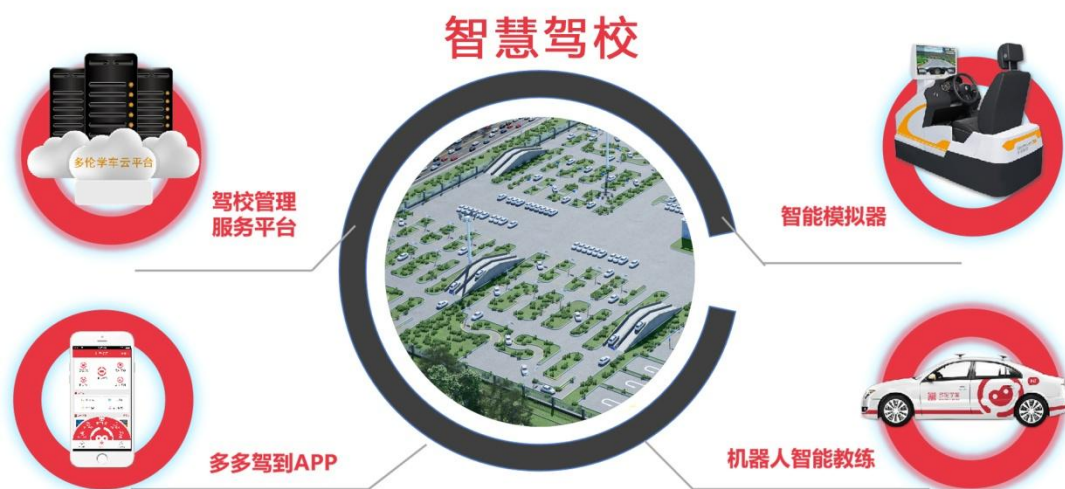 智慧驾校
多伦学车云平台
驾校管理
服务平台
智能模拟器
多多驾到APP
机器人智能教练